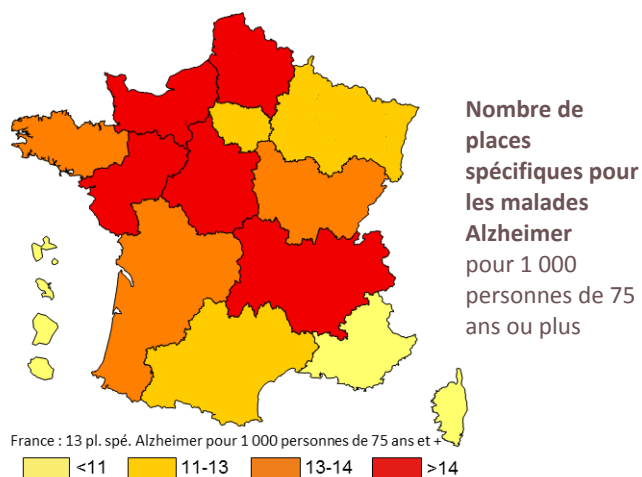 Nombre de
places
spécifiques pour
les malades
Alzheimer
pour 1 000
personnes de 75
ans ou plus
France : 13 pl. spé. Alzheimer pour 1 000 personnes de 75 ans et +
<11 11-13 13-14 >14